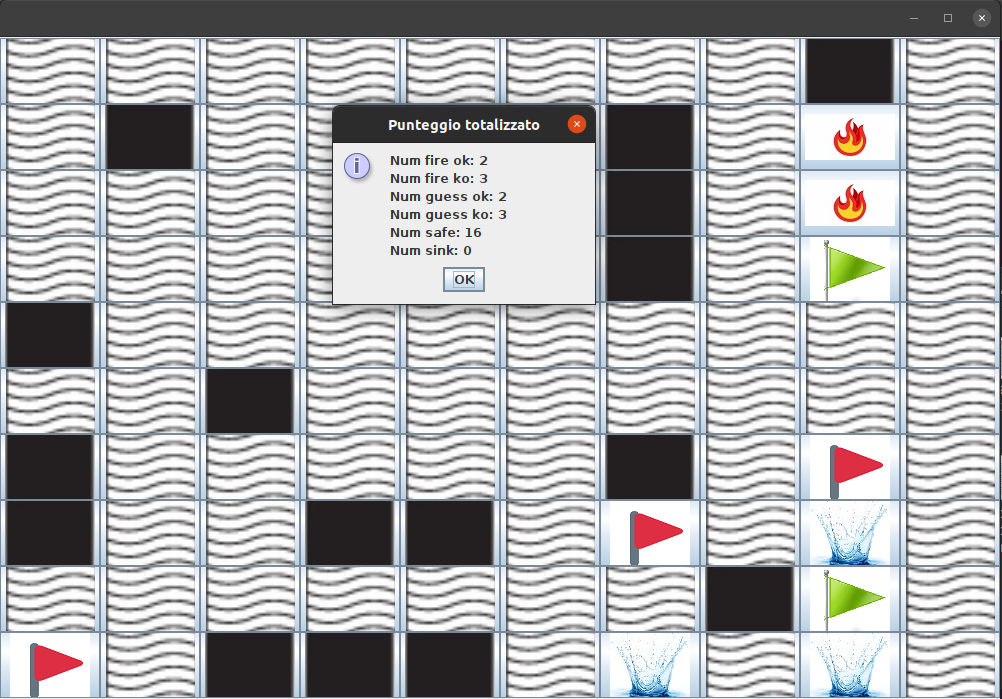 Punteggio totalizzato
Num fire ok: 2
Num fire ko: 3
Num guess ok: 2
Num guess ko: 3
Num safe: 16
Num sink: 0
OK